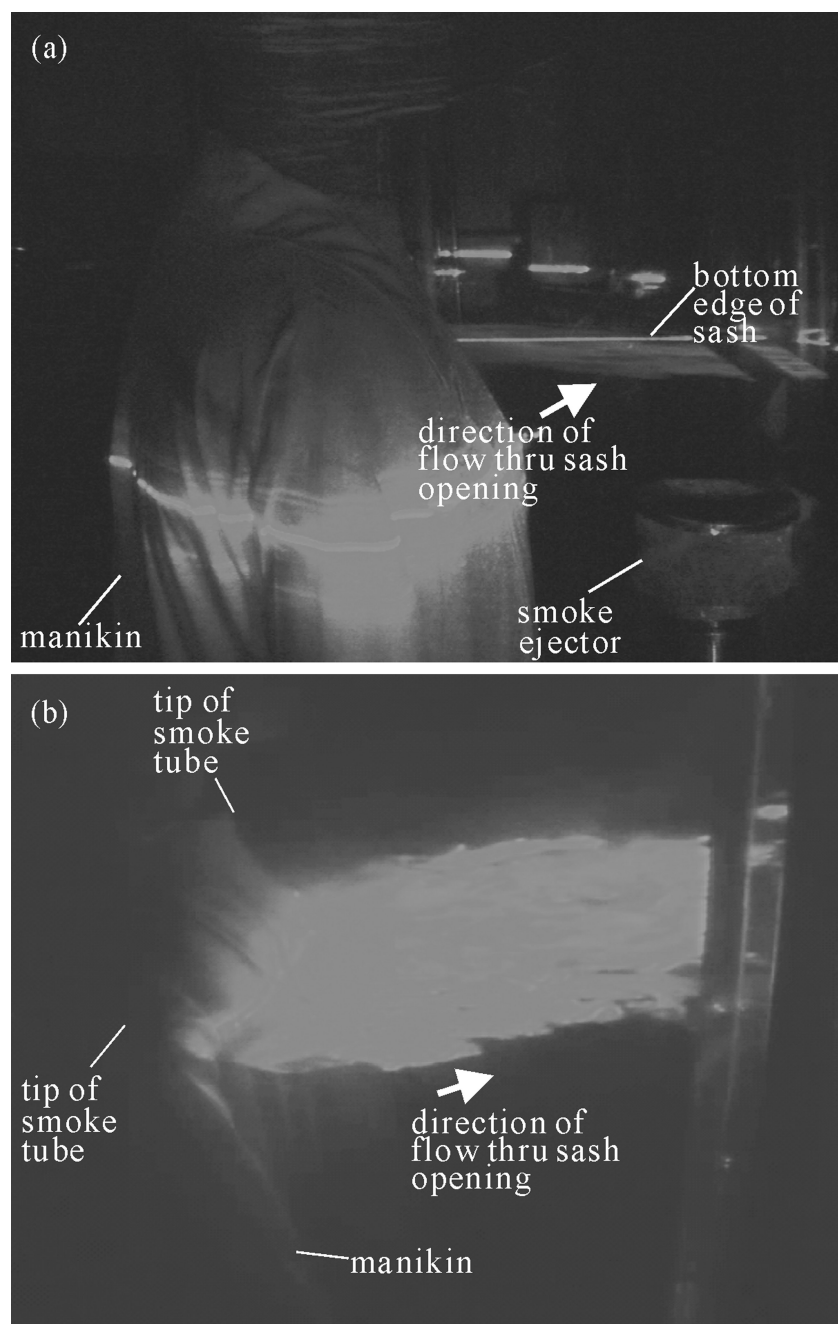 (a)
bottom
edge of
sash
direction of
flow thru sash
opening
smoke
ejector
manikin
(b)
tip of
smoke
tube
tip of
smoke
tube
direction of
flow thru sash
opening
manikin